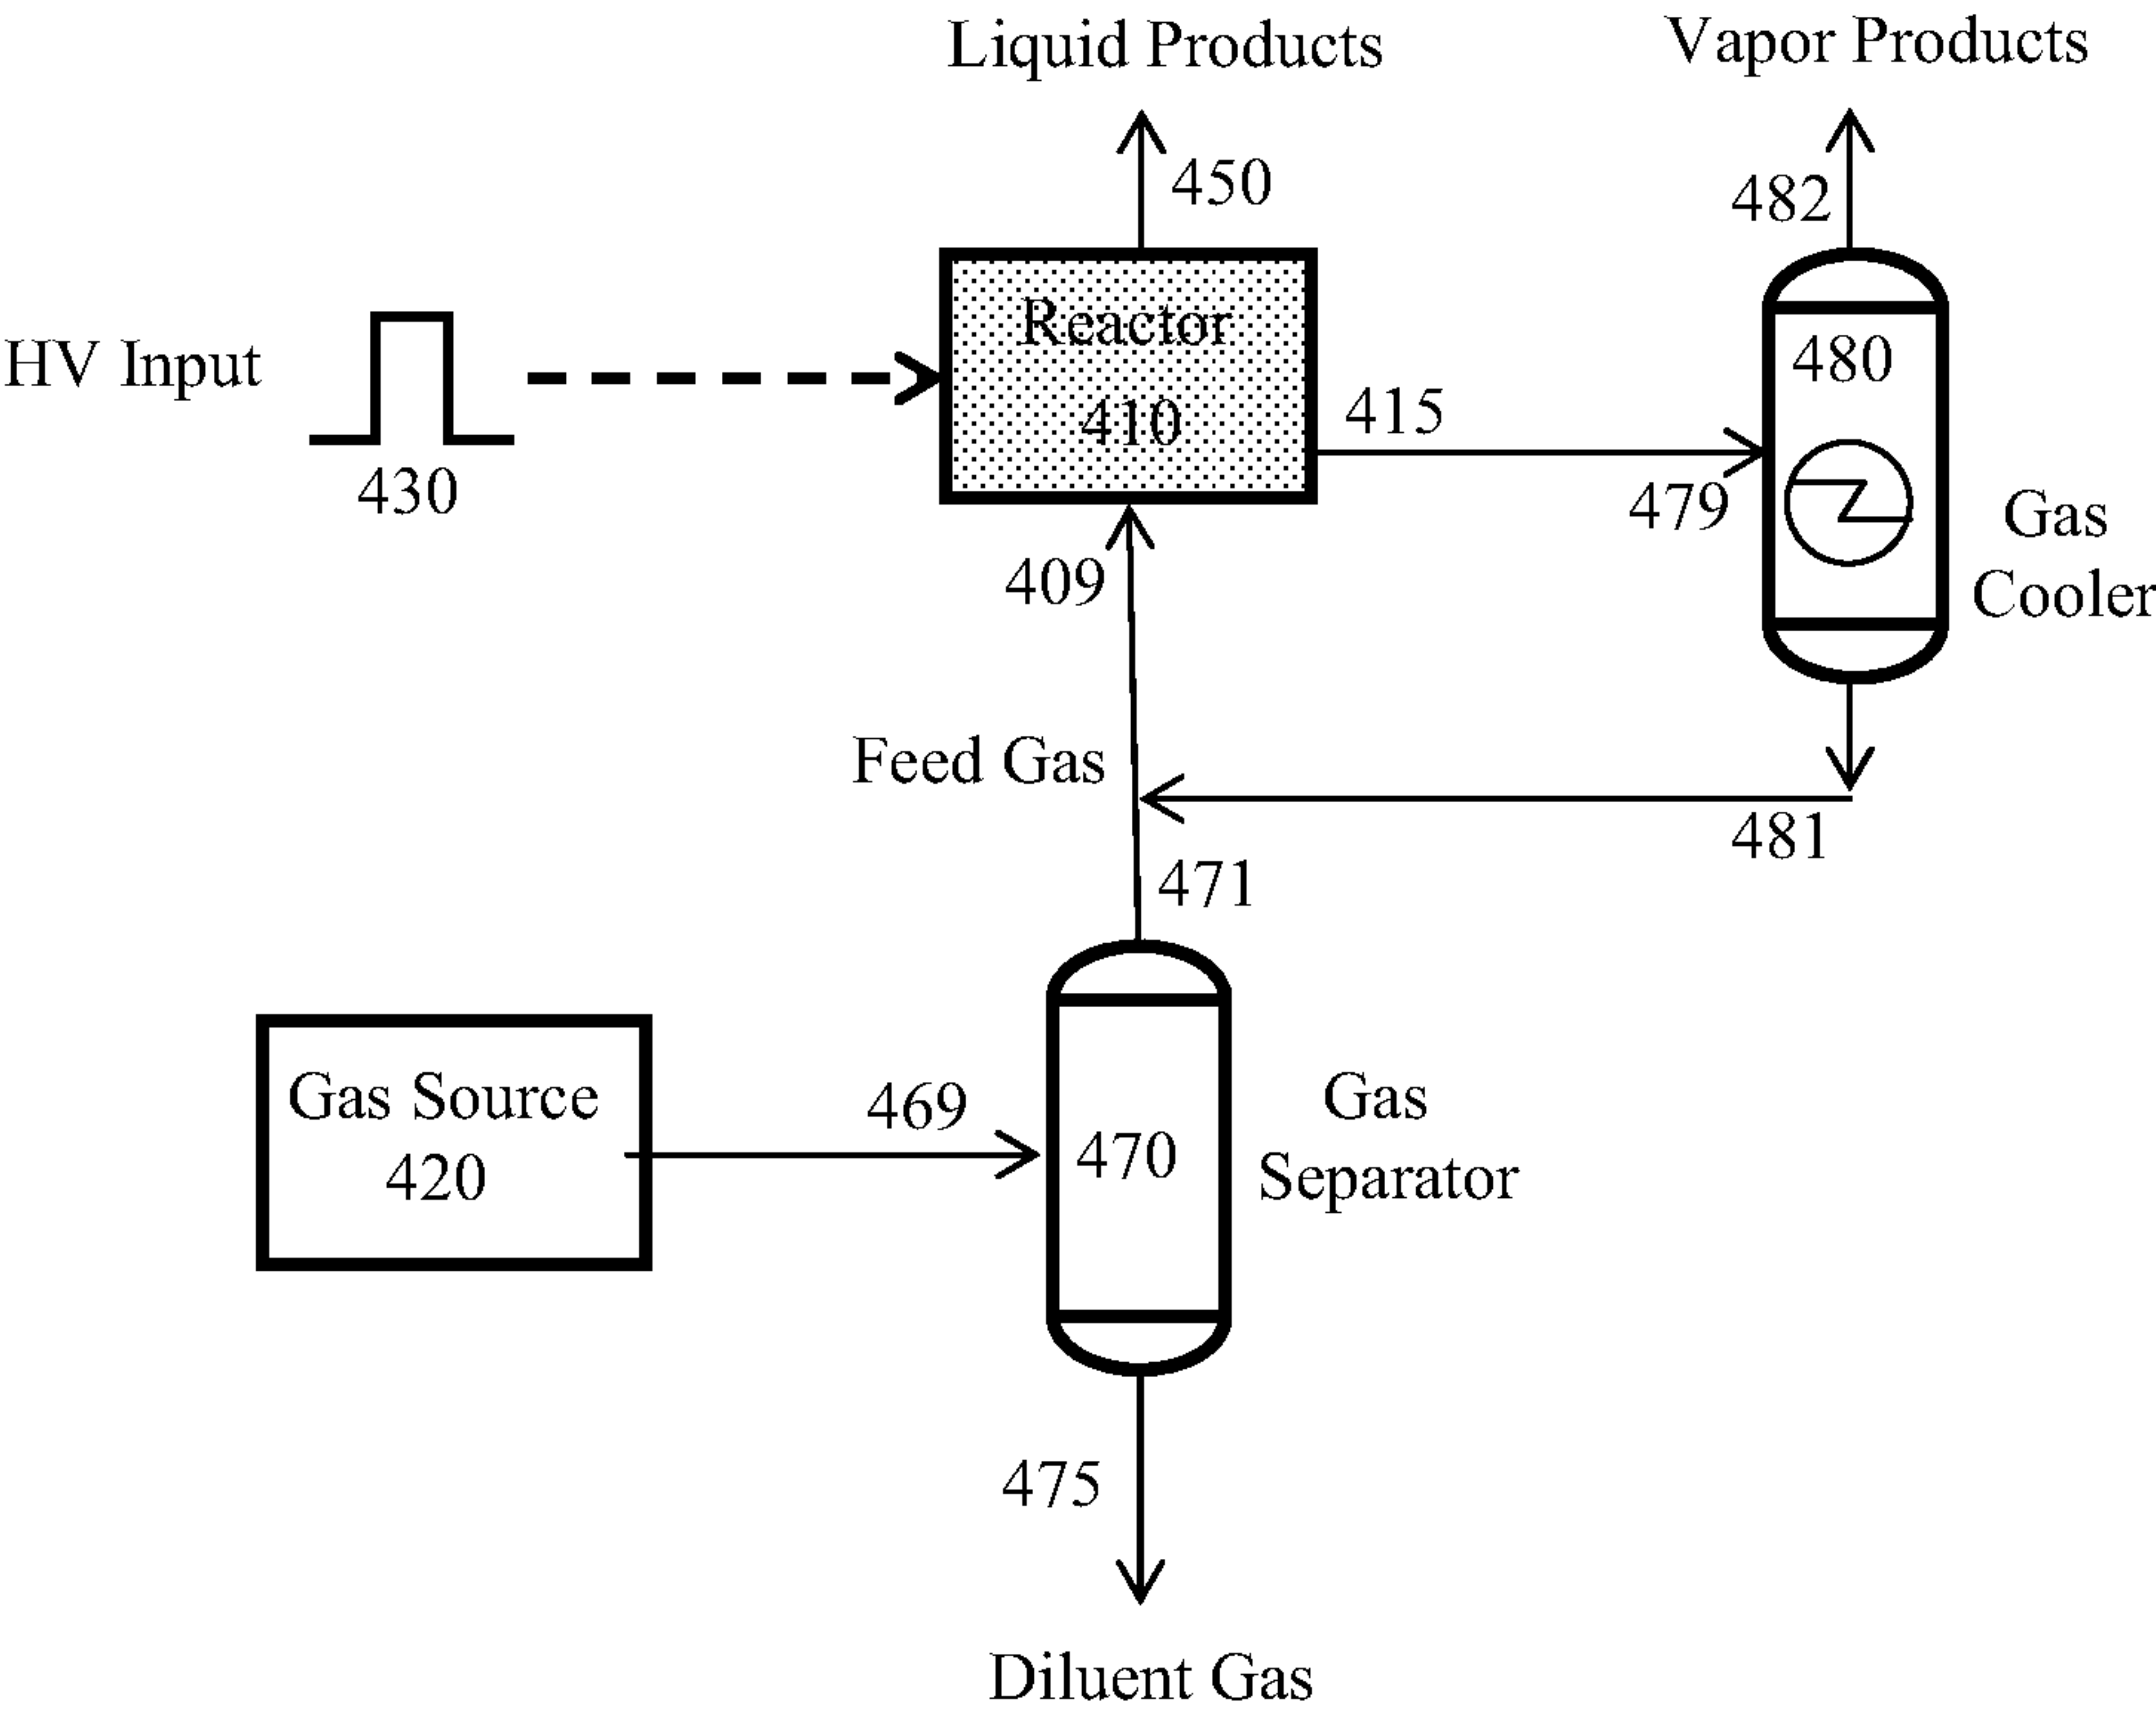 Liquid Products
Vapor Products
450
482
HV Input
430
Reactor
410
415
479
480
Gas
Cooler
409
Feed Gas
481
471
Gas Source
420
469
470
Gas
Separator
475
Diluent Gas